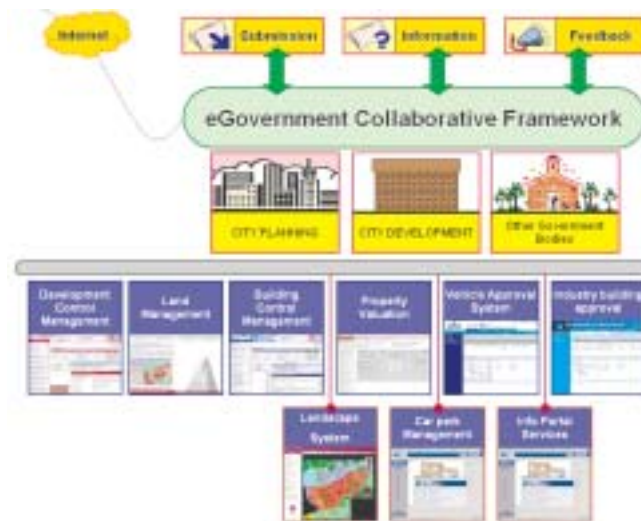 Internet
Submission
Information
Feedback
eGovernment Collaborative Framework
CITY PLANNING
CITY DEVELOPMENT
Other Government
Bodies
Development
Control
Management
Land
Management
Building
Control
Management
Property
Valuation
Vehicle Approval
System
Industry building
approval
Landscape
System
Car park
Management
Info Portal
Services